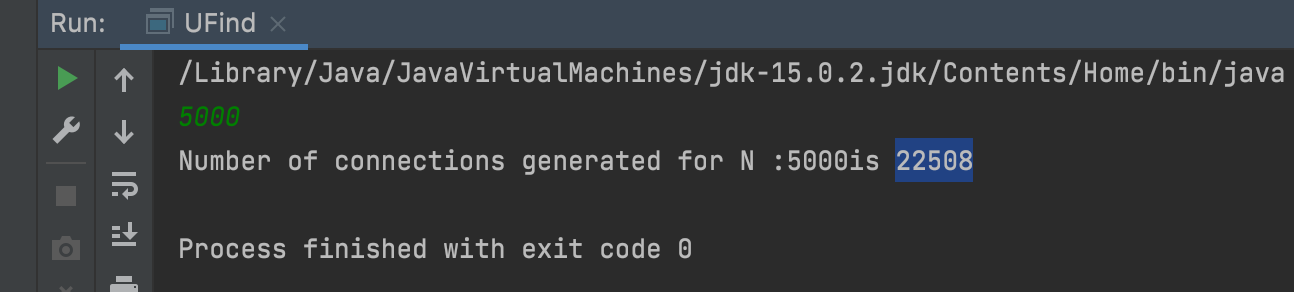 Run: UFind
/Library/Java/JavaVirtualMachines/jdk-15.0.2.jdk/Contents/Home/bin/java
5000
Number of connections generated for N :5000is 22508
Process finished with exit code 0